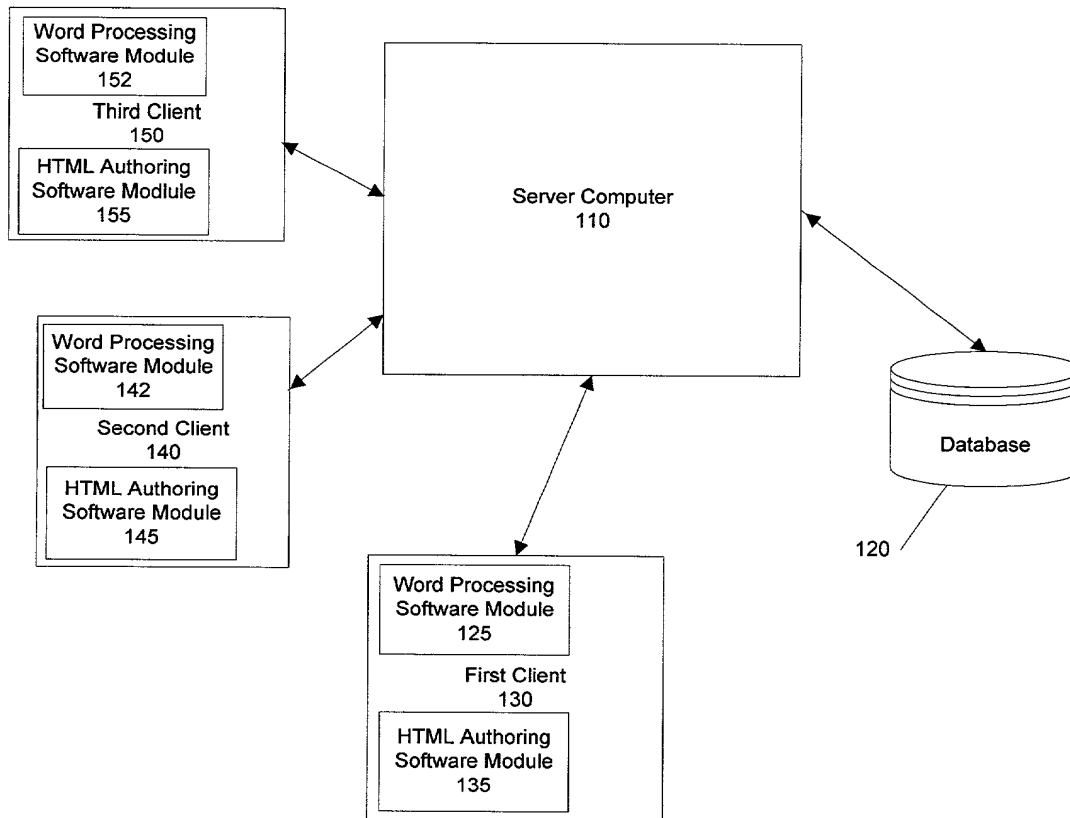 Word Processing
Software Module
152
Third Client
150
HTML Authoring
Software Modlule
155
Server Computer
110
Word Processing
Software Module
142
Second Client
140
HTML Authoring
Software Module
145
Database
120
Word Processing
Software Module
125
First Client
130
HTML Authoring
Software Module
135